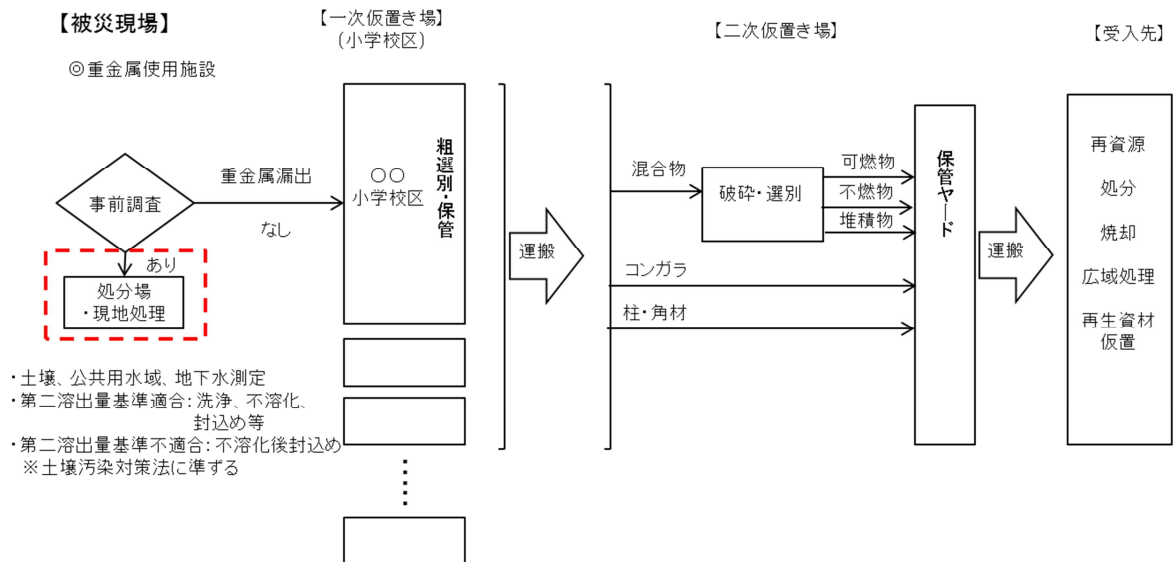 【被災現場】
◎重金属使用施設
事前調査
重金属漏出
なし
あり
処分場
・現地処理
・土壌、公共用水域、地下水測定
・第二溶出量基準適合：洗浄、不溶化、
封込め等
・第二溶出量基準不適合：不溶化後封込め
※土壌汚染対策法に準ずる
【一次仮置き場】
(小学校区)
〇〇
小学校区
粗選別・保管
運搬
【二次仮置き場】
混合物
破砕・選別
可燃物
不燃物
堆積物
コンガラ
柱・角材
保管ヤード
運搬
【受入先】
再資源
処分
焼却
広域処理
再生資材
仮置